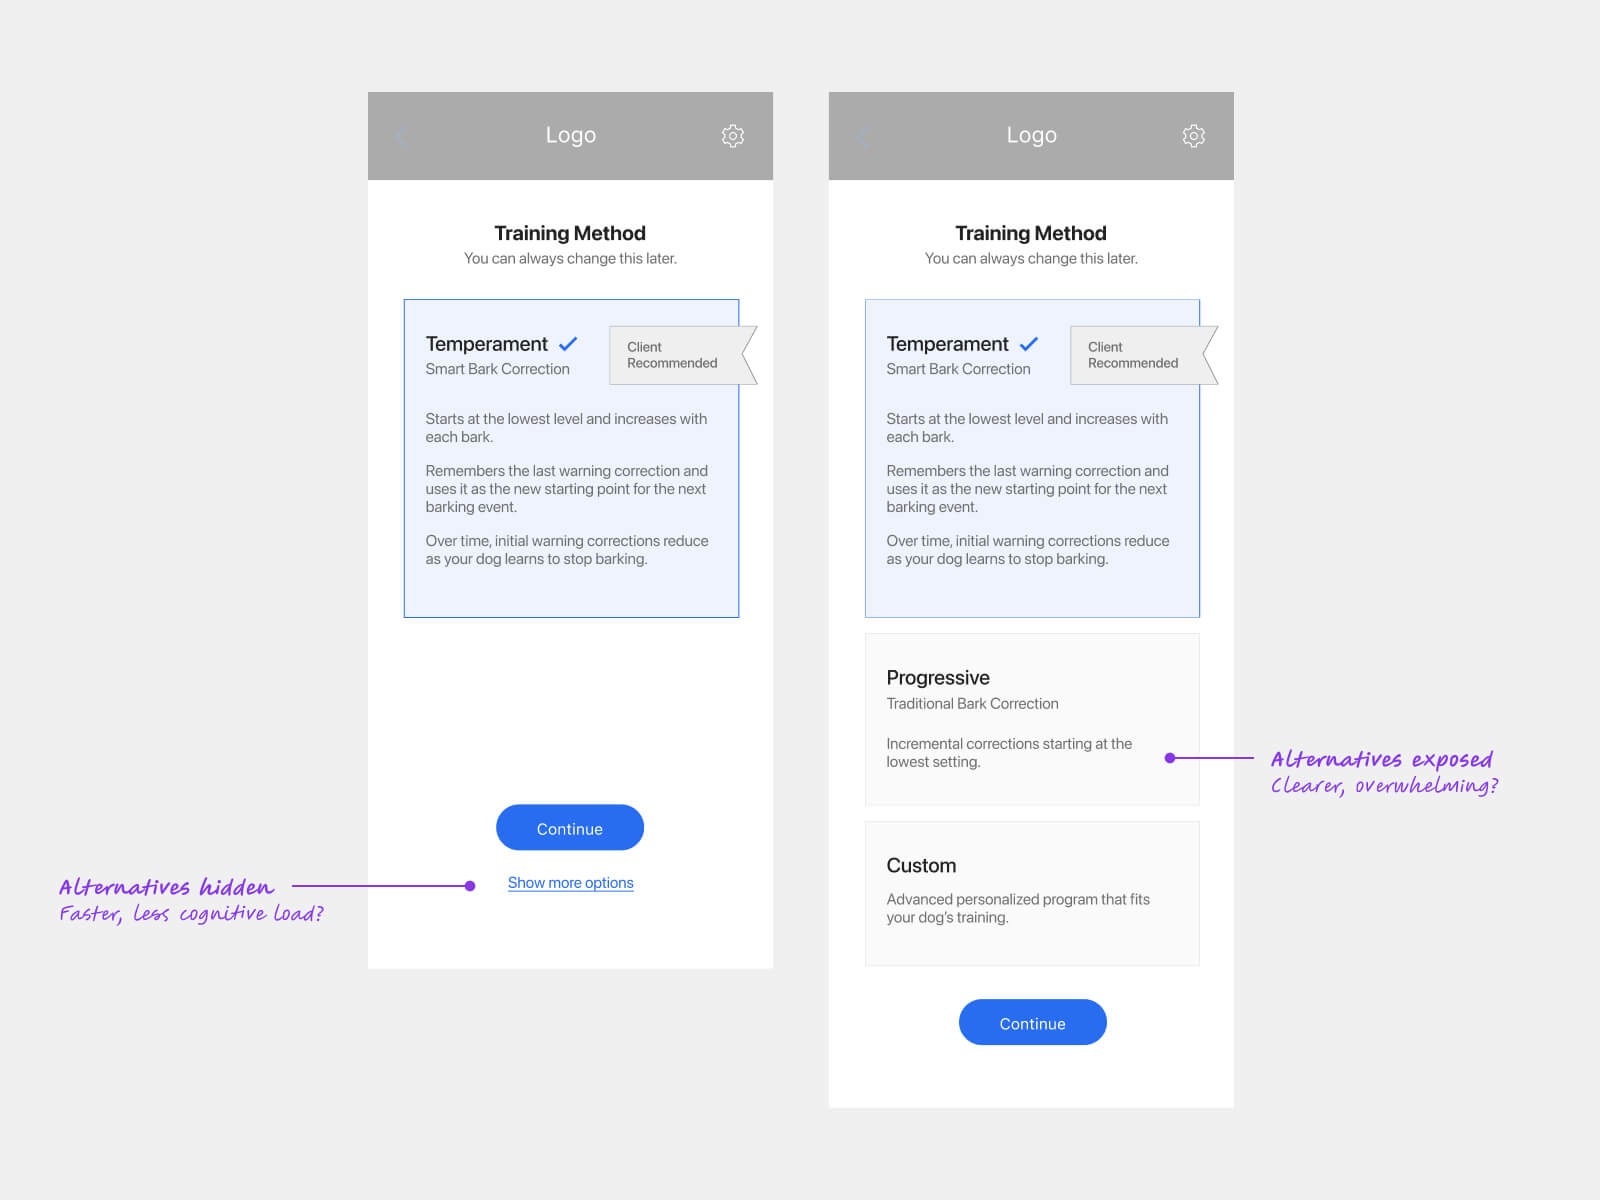 Logo
Training Method
You can always change this later.
Temperament
Smart Bark Correction
Client
Recommended
Starts at the lowest level and increases with
each bark.
Remembers the last warning correction and
uses it as the new starting point for the next
barking event.
Over time, initial warning corrections reduce
as your dog learns to stop barking.
Continue
Show more options
Alternatives hidden
Faster, less cognitive load?
Logo
Training Method
You can always change this later.
Temperament
Smart Bark Correction
Client
Recommended
Starts at the lowest level and increases with
each bark.
Remembers the last warning correction and
uses it as the new starting point for the next
barking event.
Over time, initial warning corrections reduce
as your dog learns to stop barking.
Progressive
Traditional Bark Correction
Incremental corrections starting at the
lowest setting.
Alternatives exposed
Clearer, overwhelming?
Custom
Advanced personalized program that fits
your dog’s training.
Continue